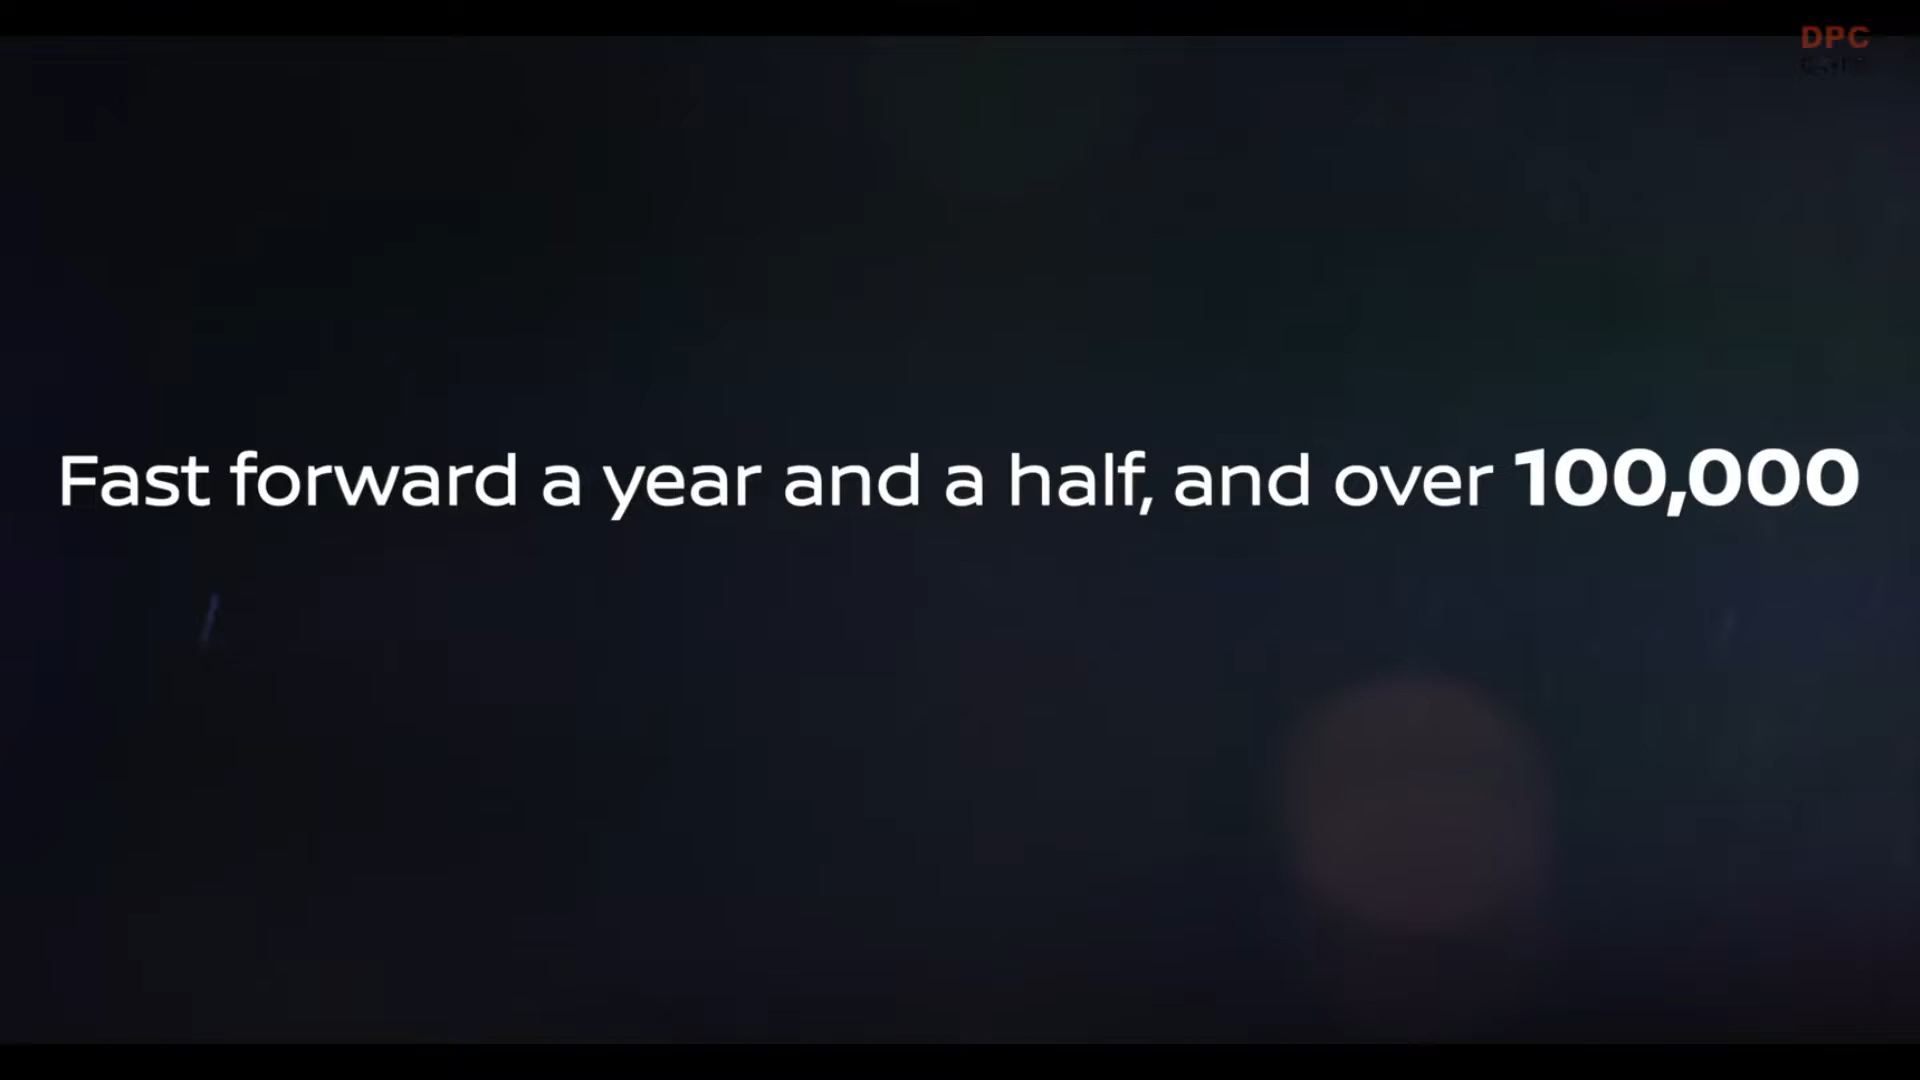 DPC
Fast forward a year and a half, and over 100,000